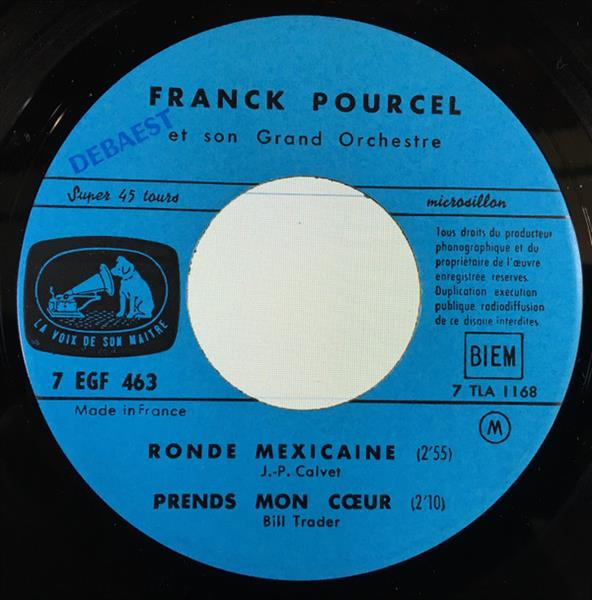 FRANCK POURCEL
et son Grand Orchestre
DEBAEST
Super 45 tours
microsillon
Tous droits du producteur
phonographique et du
propriétaire de l'œuvre
enregistrée reserves.
Duplication execution
publique radiodiffusion
de ce disque interdites
LA VOIX DE SON MAITRE
BIEM
7 EGF 463
7 TLA 1168
Made in France
M
RONDE MEXICAINE (2'55)
J.-P. Calvet
PRENDS MON CŒUR (2'10)
Bill Trader